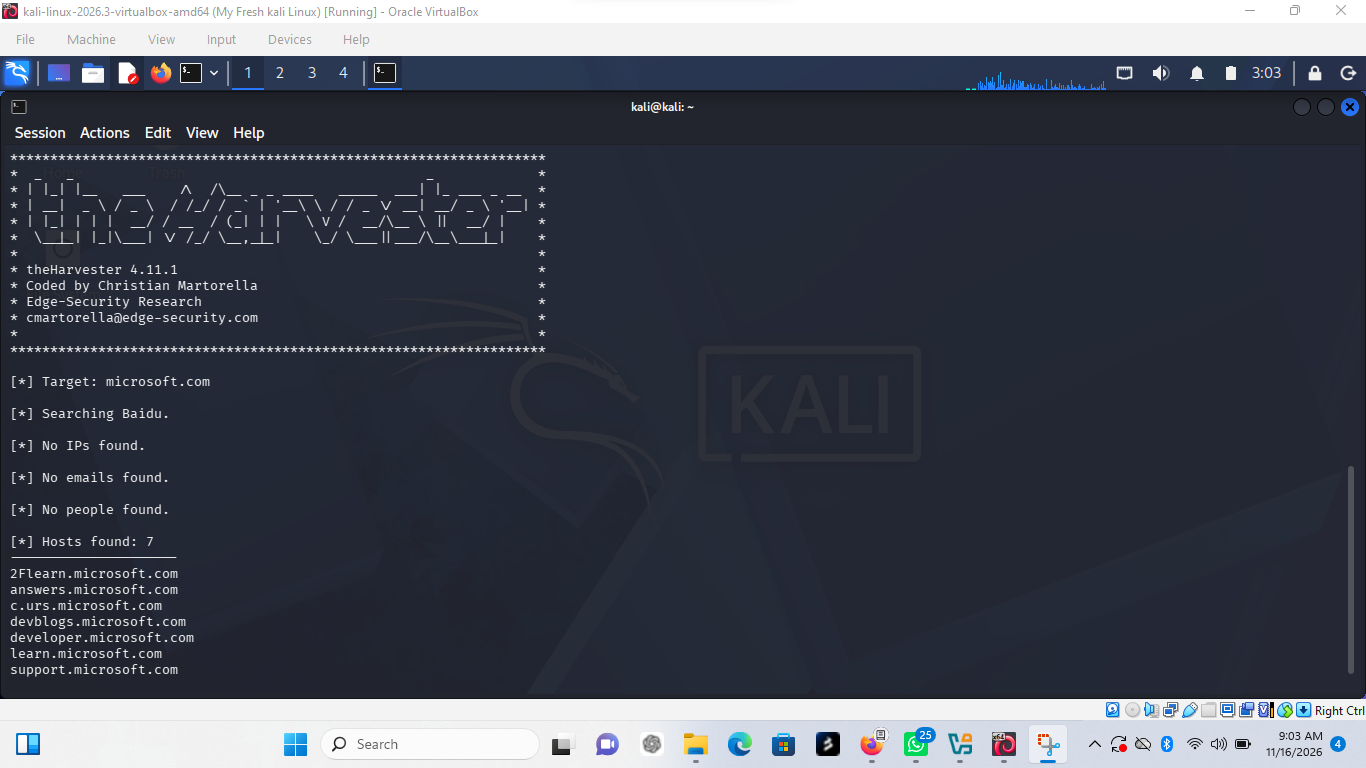 kali-linux-2026.3-virtualbox-amd64 (My Fresh kali Linux) [Running] - Oracle VirtualBox
File Machine View Input Devices Help
1 2 3 4 3:03
kali@kali: ~
Session Actions Edit View Help
*******************************************************************
* theHarvester *
* *
* theHarvester 4.11.1 *
* Coded by Christian Martorella *
* Edge-Security Research *
* cmartorella@edge-security.com *
* *
*******************************************************************
[*] Target: microsoft.com
[*] Searching Baidu.
[*] No IPs found.
[*] No emails found.
[*] No people found.
[*] Hosts found: 7
---------------------
2Flearn.microsoft.com
answers.microsoft.com
c.urs.microsoft.com
devblogs.microsoft.com
developer.microsoft.com
learn.microsoft.com
support.microsoft.com
KALI
Trash
Right Ctrl
Search
25
9:03 AM
11/16/2026
4